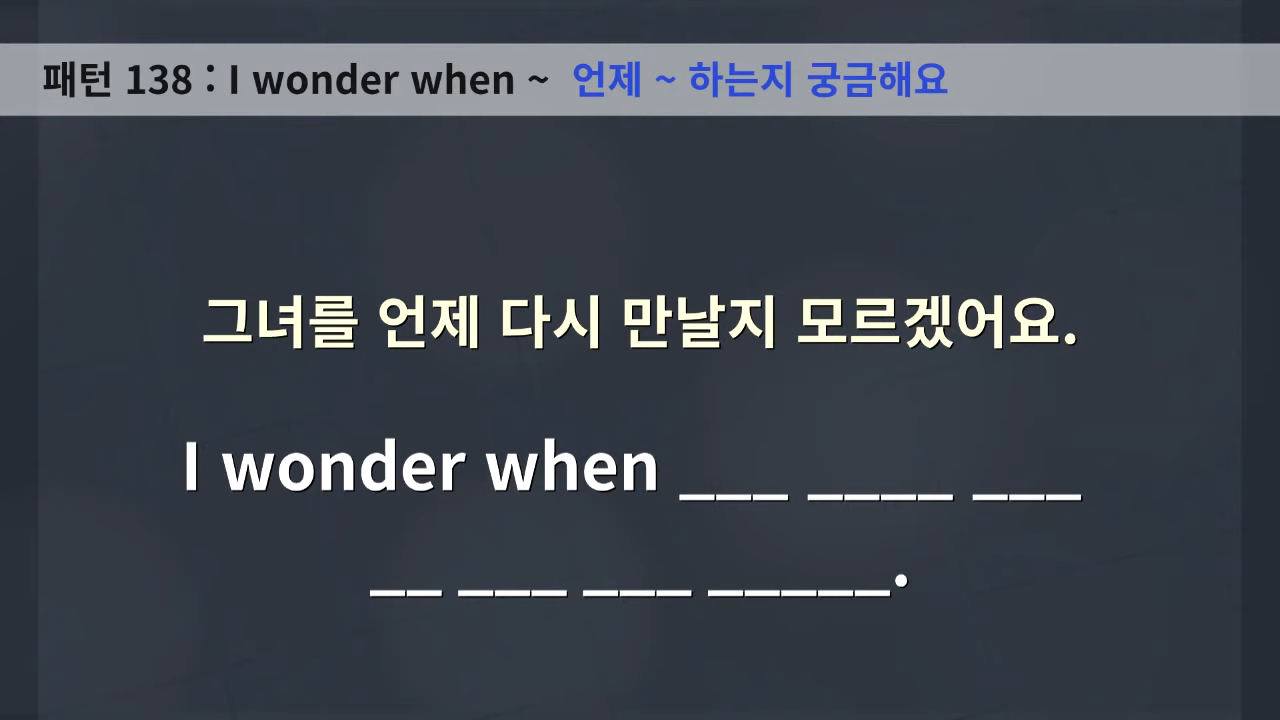 패턴 138 : I wonder when ~ 언제 ~ 하는지 궁금해요
그녀를 언제 다시 만날지 모르겠어요.
I wonder when ___ ____ ___
__ ___ ___ _____.